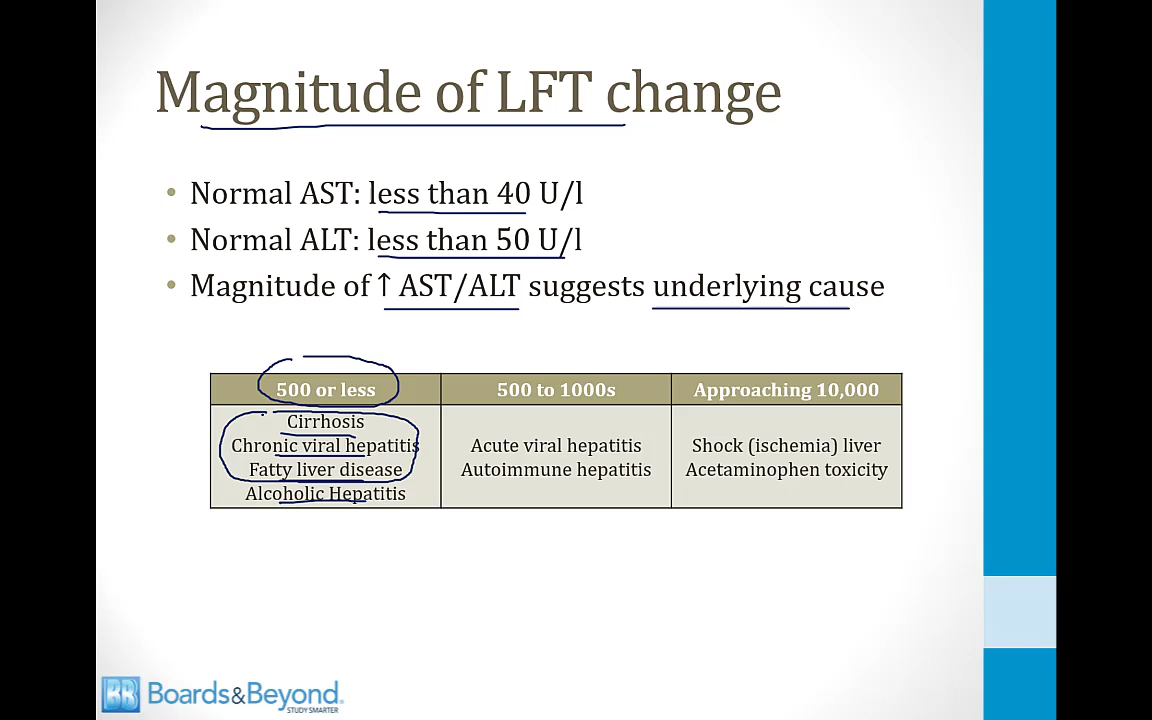 Magnitude of LFT change
• Normal AST: less than 40 U/l
• Normal ALT: less than 50 U/l
• Magnitude of ↑ AST/ALT suggests underlying cause
500 or less
500 to 1000s
Approaching 10,000
Cirrhosis
Chronic viral hepatitis
Fatty liver disease
Alcoholic Hepatitis
Acute viral hepatitis
Autoimmune hepatitis
Shock (ischemia) liver
Acetaminophen toxicity
BB Boards&Beyond.
STUDY SMARTER